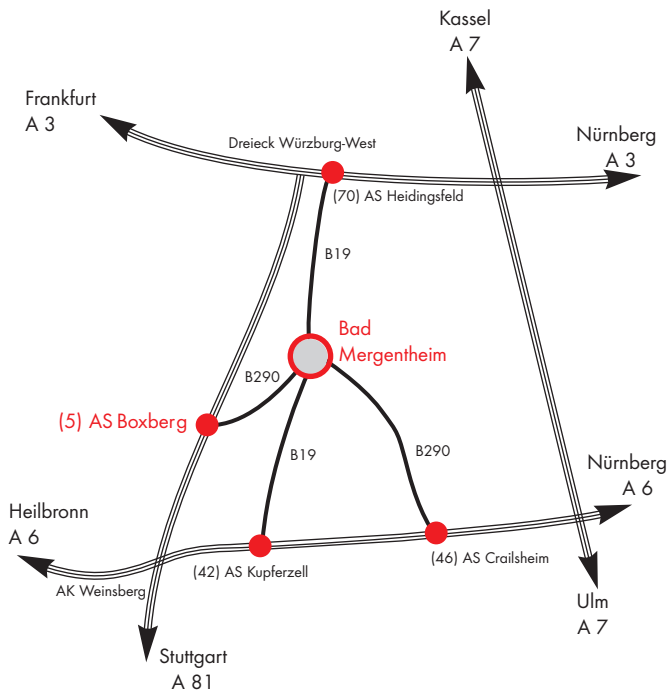 Kassel
A 7
Frankfurt
A 3
Dreieck Würzburg-West
Nürnberg
A 3
(70) AS Heidingsfeld
B19
Bad
Mergentheim
B290
(5) AS Boxberg
B19
B290
Nürnberg
A 6
Heilbronn
A 6
(46) AS Crailsheim
(42) AS Kupferzell
AK Weinsberg
Ulm
A 7
Stuttgart
A 81